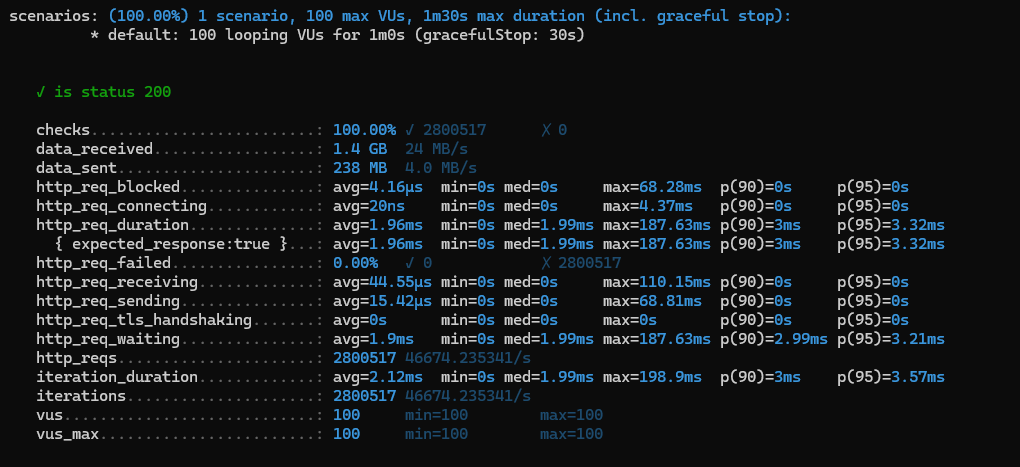 scenarios: (100.00%) 1 scenario, 100 max VUs, 1m30s max duration (incl. graceful stop):
* default: 100 looping VUs for 1m0s (gracefulStop: 30s)
✓ is status 200
checks.........................: 100.00% ✓ 2800517 ✗ 0
data_received..................: 1.4 GB 24 MB/s
data_sent......................: 238 MB 4.0 MB/s
http_req_blocked...............: avg=4.16µs min=0s med=0s max=68.28ms p(90)=0s p(95)=0s
http_req_connecting............: avg=20ns min=0s med=0s max=4.37ms p(90)=0s p(95)=0s
http_req_duration..............: avg=1.96ms min=0s med=1.99ms max=187.63ms p(90)=3ms p(95)=3.32ms
{ expected_response:true }...: avg=1.96ms min=0s med=1.99ms max=187.63ms p(90)=3ms p(95)=3.32ms
http_req_failed................: 0.00% ✓ 0 ✗ 2800517
http_req_receiving.............: avg=44.55µs min=0s med=0s max=110.15ms p(90)=0s p(95)=0s
http_req_sending...............: avg=15.42µs min=0s med=0s max=68.81ms p(90)=0s p(95)=0s
http_req_tls_handshaking.......: avg=0s min=0s med=0s max=0s p(90)=0s p(95)=0s
http_req_waiting...............: avg=1.9ms min=0s med=1.99ms max=187.63ms p(90)=2.99ms p(95)=3.21ms
http_reqs......................: 2800517 46674.235341/s
iteration_duration.............: avg=2.12ms min=0s med=1.99ms max=198.9ms p(90)=3ms p(95)=3.57ms
iterations.....................: 2800517 46674.235341/s
vus............................: 100 min=100 max=100
vus_max........................: 100 min=100 max=100